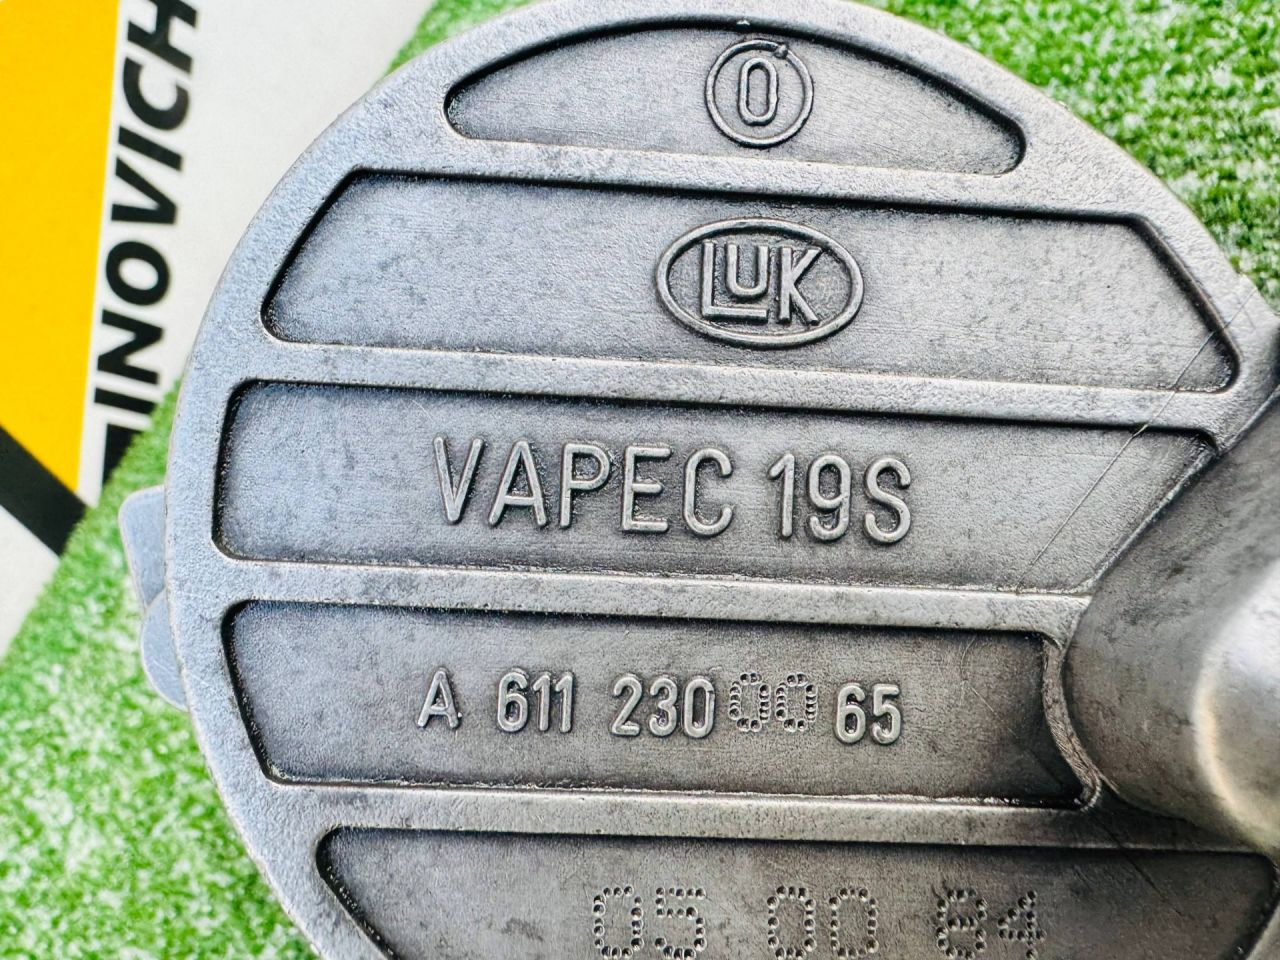 INOVICH
0
LUK
VAPEC 19S
A 611 230 00 65
05 00 84